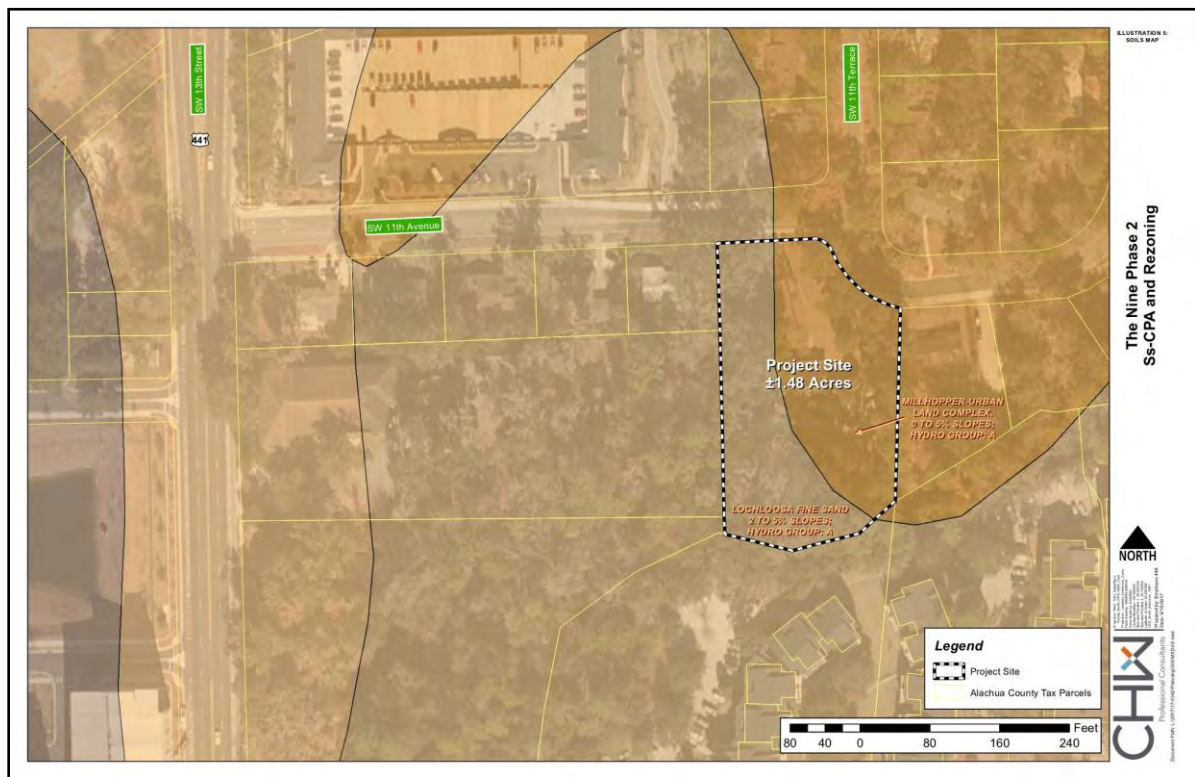 ILLUSTRATION 5:
SOILS MAP
The Nine Phase 2
Ss-CPA and Rezoning
SW 13th Street
441
SW 11th Terrace
SW 11th Avenue
Project Site
±1.48 Acres
MILLHOPPER-URBAN
LAND COMPLEX,
0 TO 5% SLOPES;
HYDRO GROUP: A
LOCHLOOSA FINE SAND
2 TO 5% SLOPES;
HYDRO GROUP: A
NORTH
Legend
Project Site
Alachua County Tax Parcels
Feet
80 40 0 80 160 240
CHW
Professional Consultants